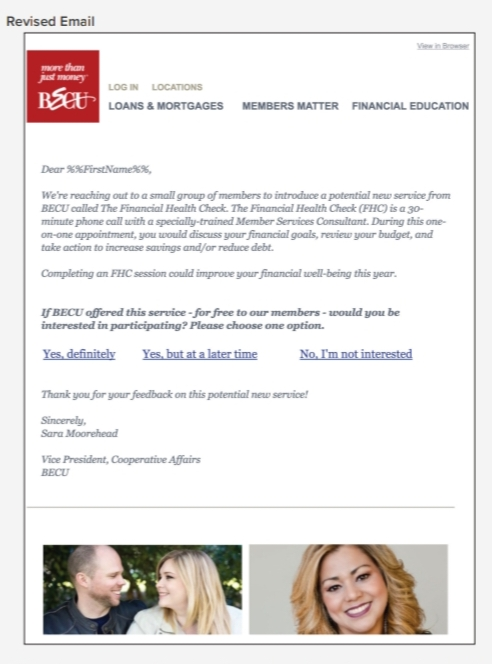 Revised Email
View in Browser
more than
just money
BECU
LOG IN LOCATIONS
LOANS & MORTGAGES MEMBERS MATTER FINANCIAL EDUCATION
Dear %%FirstName%%,
We're reaching out to a small group of members to introduce a potential new service from
BECU called The Financial Health Check. The Financial Health Check (FHC) is a 30-
minute phone call with a specially-trained Member Services Consultant. During this one-
on-one appointment, you would discuss your financial goals, review your budget, and
take action to increase savings and/or reduce debt.
Completing an FHC session could improve your financial well-being this year.
If BECU offered this service - for free to our members - would you be
interested in participating? Please choose one option.
Yes, definitely Yes, but at a later time No, I'm not interested
Thank you for your feedback on this potential new service!
Sincerely,
Sara Moorehead
Vice President, Cooperative Affairs
BECU